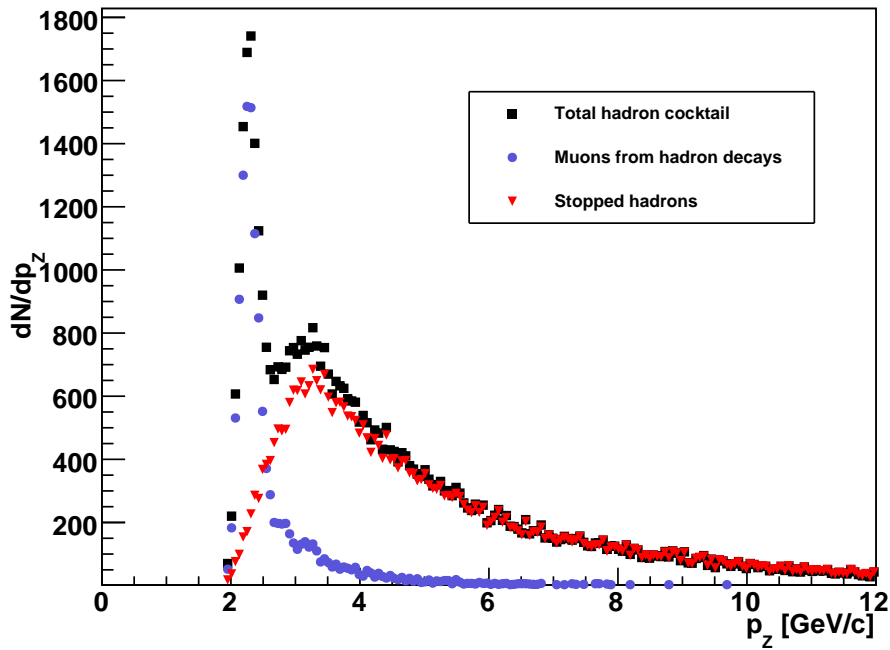 1800
1600
1400
1200
1000
800
600
400
200
dN/dp_Z
Total hadron cocktail
Muons from hadron decays
Stopped hadrons
0 2 4 6 8 10 12
p_Z [GeV/c]